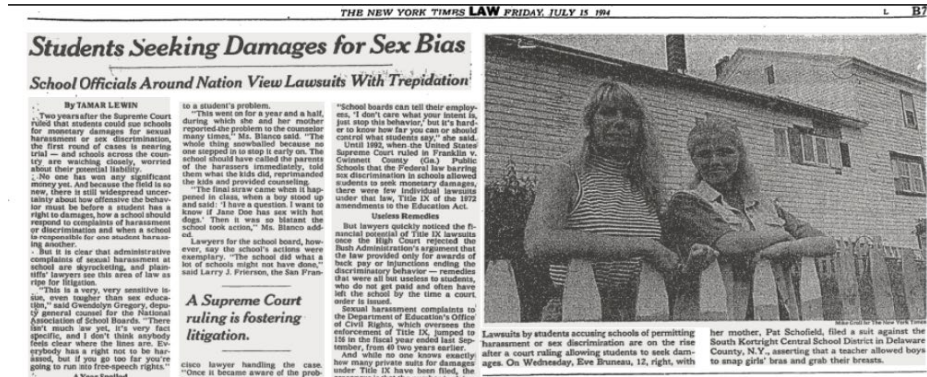 THE NEW YORK TIMES LAW FRIDAY, JULY 15 1994
L
B7
Students Seeking Damages for Sex Bias
School Officials Around Nation View Lawsuits With Trepidation
By TAMAR LEWIN
Two years after the Supreme Court
ruled that students could sue schools
for monetary damages for sexual
harassment or sex discrimination,
the first round of cases is nearing
trial — and schools across the coun-
try are watching closely, worried
about their potential liability.
No one has won any significant
money yet. And because the field is so
new, there is still widespread uncer-
tainty about how offensive the behav-
ior must be before a student has a
right to damages, how a school should
respond to complaints of harassment
or discrimination and when a school
is responsible for one student harass-
ing another.
But it is clear that administrative
complaints of sexual harassment at
school are skyrocketing, and plain-
tiffs' lawyers see this area of law as
ripe for litigation.
"This is a very, very sensitive is-
sue, even tougher than sex educa-
tion," said Gwendolyn Gregory, depu-
ty general counsel for the National
Association of School Boards. "There
isn't much law yet, it's very fact
specific, and I don't think anybody
feels clear where the lines are. Ev-
erybody has a right not to be har-
assed, but if you go too far you're
going to run into free-speech rights."
to a student's problem.
"This went on for a year and a half,
during which she and her mother
reported the problem to the counselor
many times," Ms. Blanco said. "The
whole thing snowballed because no
one stepped in to stop it early on. The
school should have called the parents
of the harassers immediately, told
them what the kids did, reprimanded
the kids and provided counseling.
"The final straw came when it hap-
pened in class, when a boy stood up
and said: 'I have a question. I want to
know if Jane Doe has sex with hot
dogs.' Then it was so blatant the
school took action," Ms. Blanco add-
ed.
Lawyers for the school board, how-
ever, say the school's actions were
exemplary. "The school did what a
lot of schools might not have done,"
said Larry J. Frierson, the San Fran-
A Supreme Court
ruling is fostering
litigation.
cisco lawyer handling the case.
"Once it became aware of the prob-
"School boards can tell their employ-
ees, 'I don't care what your intent is,
just stop this behavior,' but it's hard-
er to know how far you can or should
control what students say," she said.
Until 1992, when the United States
Supreme Court ruled in Franklin v.
Gwinnett County (Ga.) Public
Schools that the Federal law barring
sex discrimination in schools allowed
students to seek monetary damages,
there were few individual lawsuits
under that law, Title IX of the 1972
amendments to the Education Act.
Useless Remedies
But lawyers quickly noticed the fi-
nancial potential of Title IX lawsuits
once the High Court rejected the
Bush Administration's argument that
the law provided only for awards of
back pay or injunctions ending the
discriminatory behavior — remedies
that were all but useless to students,
who do not get paid and often have
left the school by the time a court
order is issued.
Sexual harassment complaints to
the Department of Education's Office
of Civil Rights, which oversees the
enforcement of Title IX, jumped to
126 in the fiscal year ended last Sep-
tember, from 40 two years earlier.
And while no one knows exactly
how many private suits for damages
under Title IX have been filed, the
for The New York Times
Lawsuits by students accusing schools of permitting
harassment or sex discrimination are on the rise
after a court ruling allowing students to seek dam-
ages. On Wednesday, Eve Bruneau, 12, right, with
her mother, Pat Schofield, filed a suit against the
South Kortright Central School District in Delaware
County, N.Y., asserting that a teacher allowed boys
to snap girls' bras and grab their breasts.